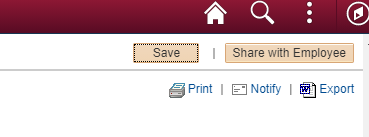 Save | Share with Employee
Print | Notify | Export